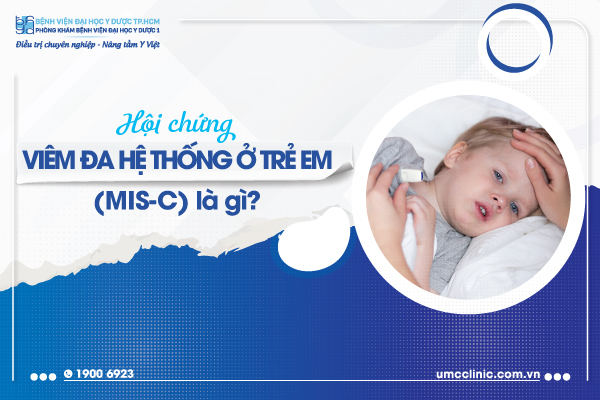 BỆNH VIỆN ĐẠI HỌC Y DƯỢC TP.HCM
PHÒNG KHÁM BỆNH VIỆN ĐẠI HỌC Y DƯỢC 1
Điều trị chuyên nghiệp - Nâng tầm Y Việt
Hội chứng
VIÊM ĐA HỆ THỐNG Ở TRẺ EM
(MIS-C) là gì?
1900 6923
umcclinic.com.vn